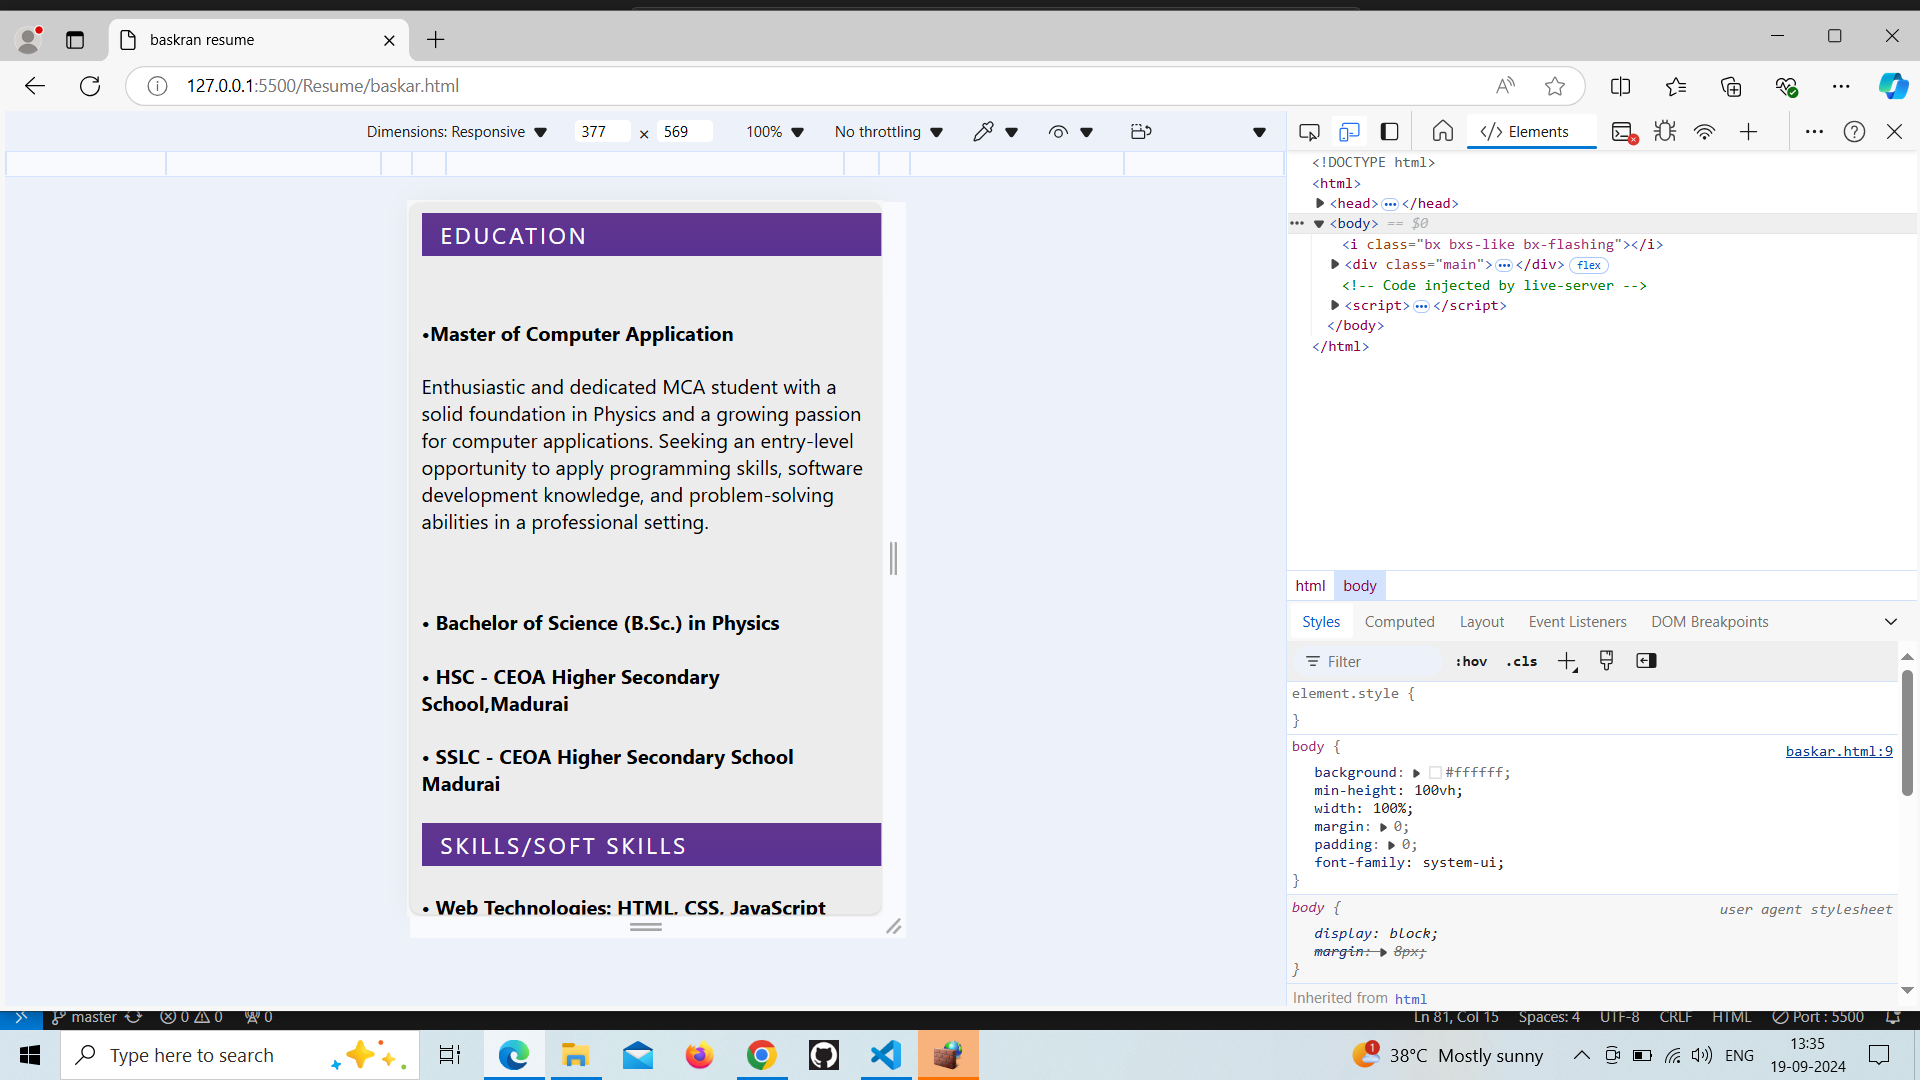 baskran resume
127.0.0.1:5500/Resume/baskar.html
Dimensions: Responsive 377 × 569 100% No throttling
Elements
<!DOCTYPE html>
<html>
<head> ••• </head>
••• <body> == $0
<i class="bx bxs-like bx-flashing"></i>
<div class="main"> ••• </div> flex
<!-- Code injected by live-server -->
<script> ••• </script>
</body>
</html>
EDUCATION
•Master of Computer Application
Enthusiastic and dedicated MCA student with a
solid foundation in Physics and a growing passion
for computer applications. Seeking an entry-level
opportunity to apply programming skills, software
development knowledge, and problem-solving
abilities in a professional setting.
• Bachelor of Science (B.Sc.) in Physics
• HSC - CEOA Higher Secondary
School,Madurai
• SSLC - CEOA Higher Secondary School
Madurai
SKILLS/SOFT SKILLS
• Web Technologies: HTML, CSS, JavaScript
html body
Styles Computed Layout Event Listeners DOM Breakpoints
Filter :hov .cls
element.style {
}
body { baskar.html:9
background: #ffffff;
min-height: 100vh;
width: 100%;
margin: 0;
padding: 0;
font-family: system-ui;
}
body { user agent stylesheet
display: block;
margin: 8px;
}
Inherited from html
master 0 0 0 Ln 81, Col 15 Spaces: 4 UTF-8 CRLF HTML Port : 5500
Type here to search
1 38°C Mostly sunny ENG
13:35
19-09-2024